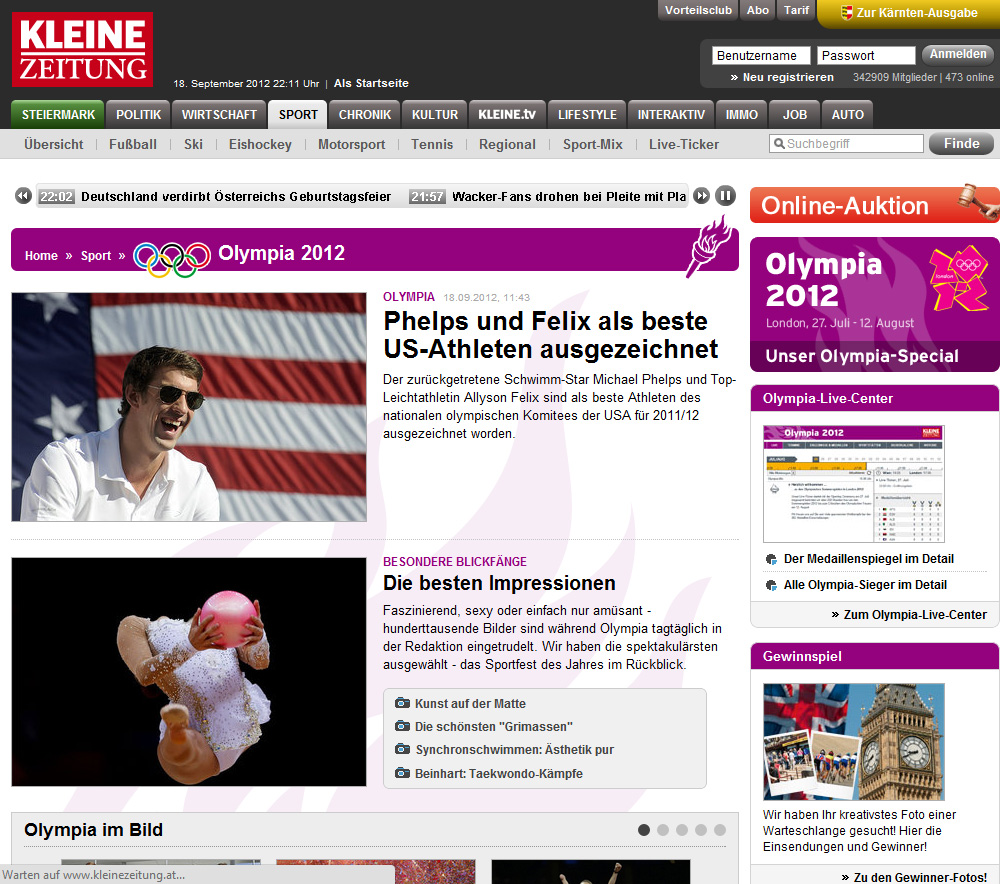 Vorteilsclub Abo Tarif Zur Kärnten-Ausgabe
KLEINE
ZEITUNG
Benutzername Passwort Anmelden
18. September 2012 22:11 Uhr | Als Startseite
» Neu registrieren 342909 Mitglieder | 473 online
STEIERMARK POLITIK WIRTSCHAFT SPORT CHRONIK KULTUR KLEINE.tv LIFESTYLE INTERAKTIV IMMO JOB AUTO
Übersicht | Fußball | Ski | Eishockey | Motorsport | Tennis | Regional | Sport-Mix | Live-Ticker
Suchbegriff Finde
22:02 Deutschland verdirbt Österreichs Geburtstagsfeier 21:57 Wacker-Fans drohen bei Pleite mit Pla
Home » Sport » Olympia 2012
OLYMPIA 18.09.2012, 11:43
Phelps und Felix als beste
US-Athleten ausgezeichnet
Der zurückgetretene Schwimm-Star Michael Phelps und Top-
Leichtathletin Allyson Felix sind als beste Athleten des
nationalen olympischen Komitees der USA für 2011/12
ausgezeichnet worden.
BESONDERE BLICKFÄNGE
Die besten Impressionen
Faszinierend, sexy oder einfach nur amüsant -
hunderttausende Bilder sind während Olympia tagtäglich in
der Redaktion eingetrudelt. Wir haben die spektakulärsten
ausgewählt - das Sportfest des Jahres im Rückblick.
Kunst auf der Matte
Die schönsten "Grimassen"
Synchronschwimmen: Ästhetik pur
Beinhart: Taekwondo-Kämpfe
Olympia im Bild
Warten auf www.kleinezeitung.at...
Online-Auktion
Olympia
2012
london
London, 27. Juli - 12. August
Unser Olympia-Special
Olympia-Live-Center
Olympia 2012
KLEINE
ZEITUNG
Der Medaillenspiegel im Detail
Alle Olympia-Sieger im Detail
» Zum Olympia-Live-Center
Gewinnspiel
Wir haben Ihr kreativstes Foto einer
Warteschlange gesucht! Hier die
Einsendungen und Gewinner!
» Zu den Gewinner-Fotos!